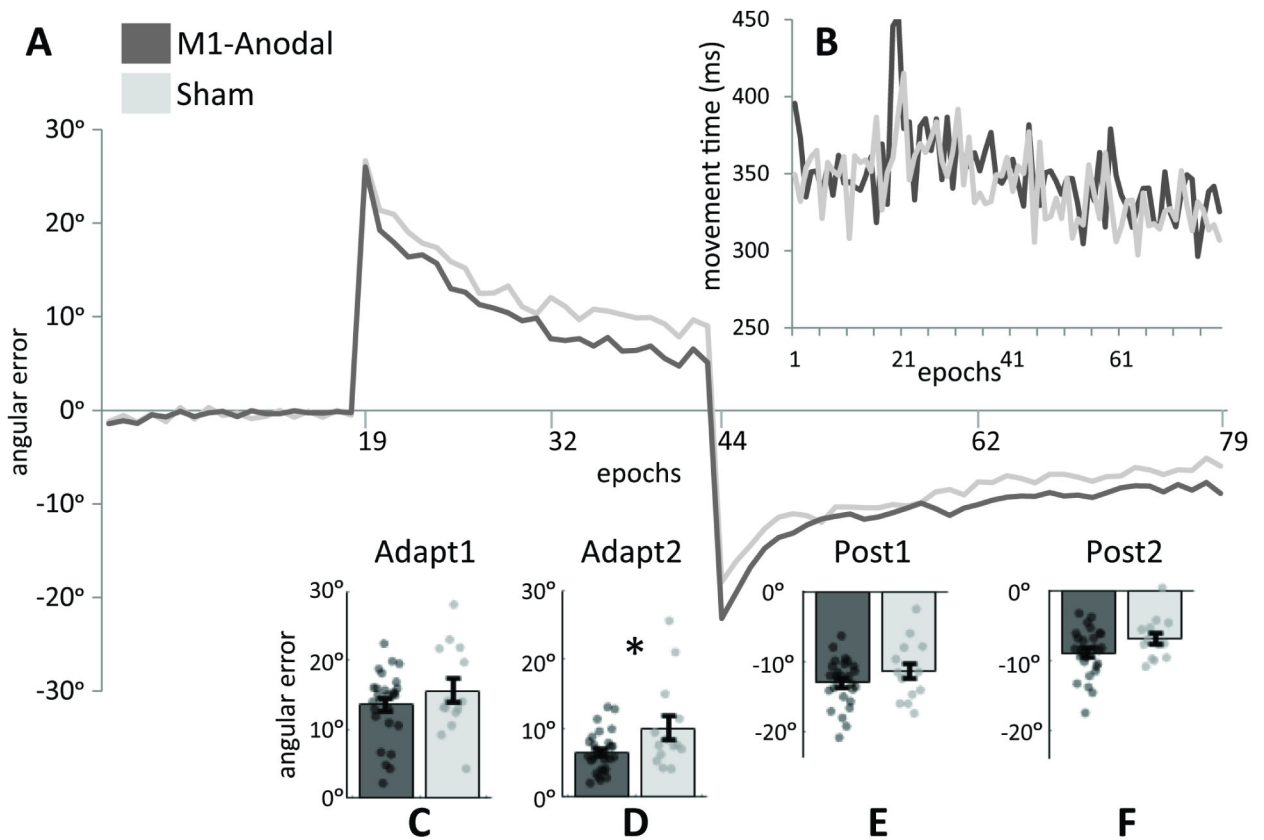 A
M1-Anodal
Sham
30º
20º
10º
0º
-10º
-20º
-30º
angular error
19
32
44
62
79
epochs
B
450
400
350
300
250
movement time (ms)
1
21
41
61
epochs
Adapt1
30º
20º
10º
0º
angular error
C
Adapt2
30º
20º
10º
0º
*
D
Post1
0º
-10º
-20º
E
Post2
0º
-10º
-20º
F